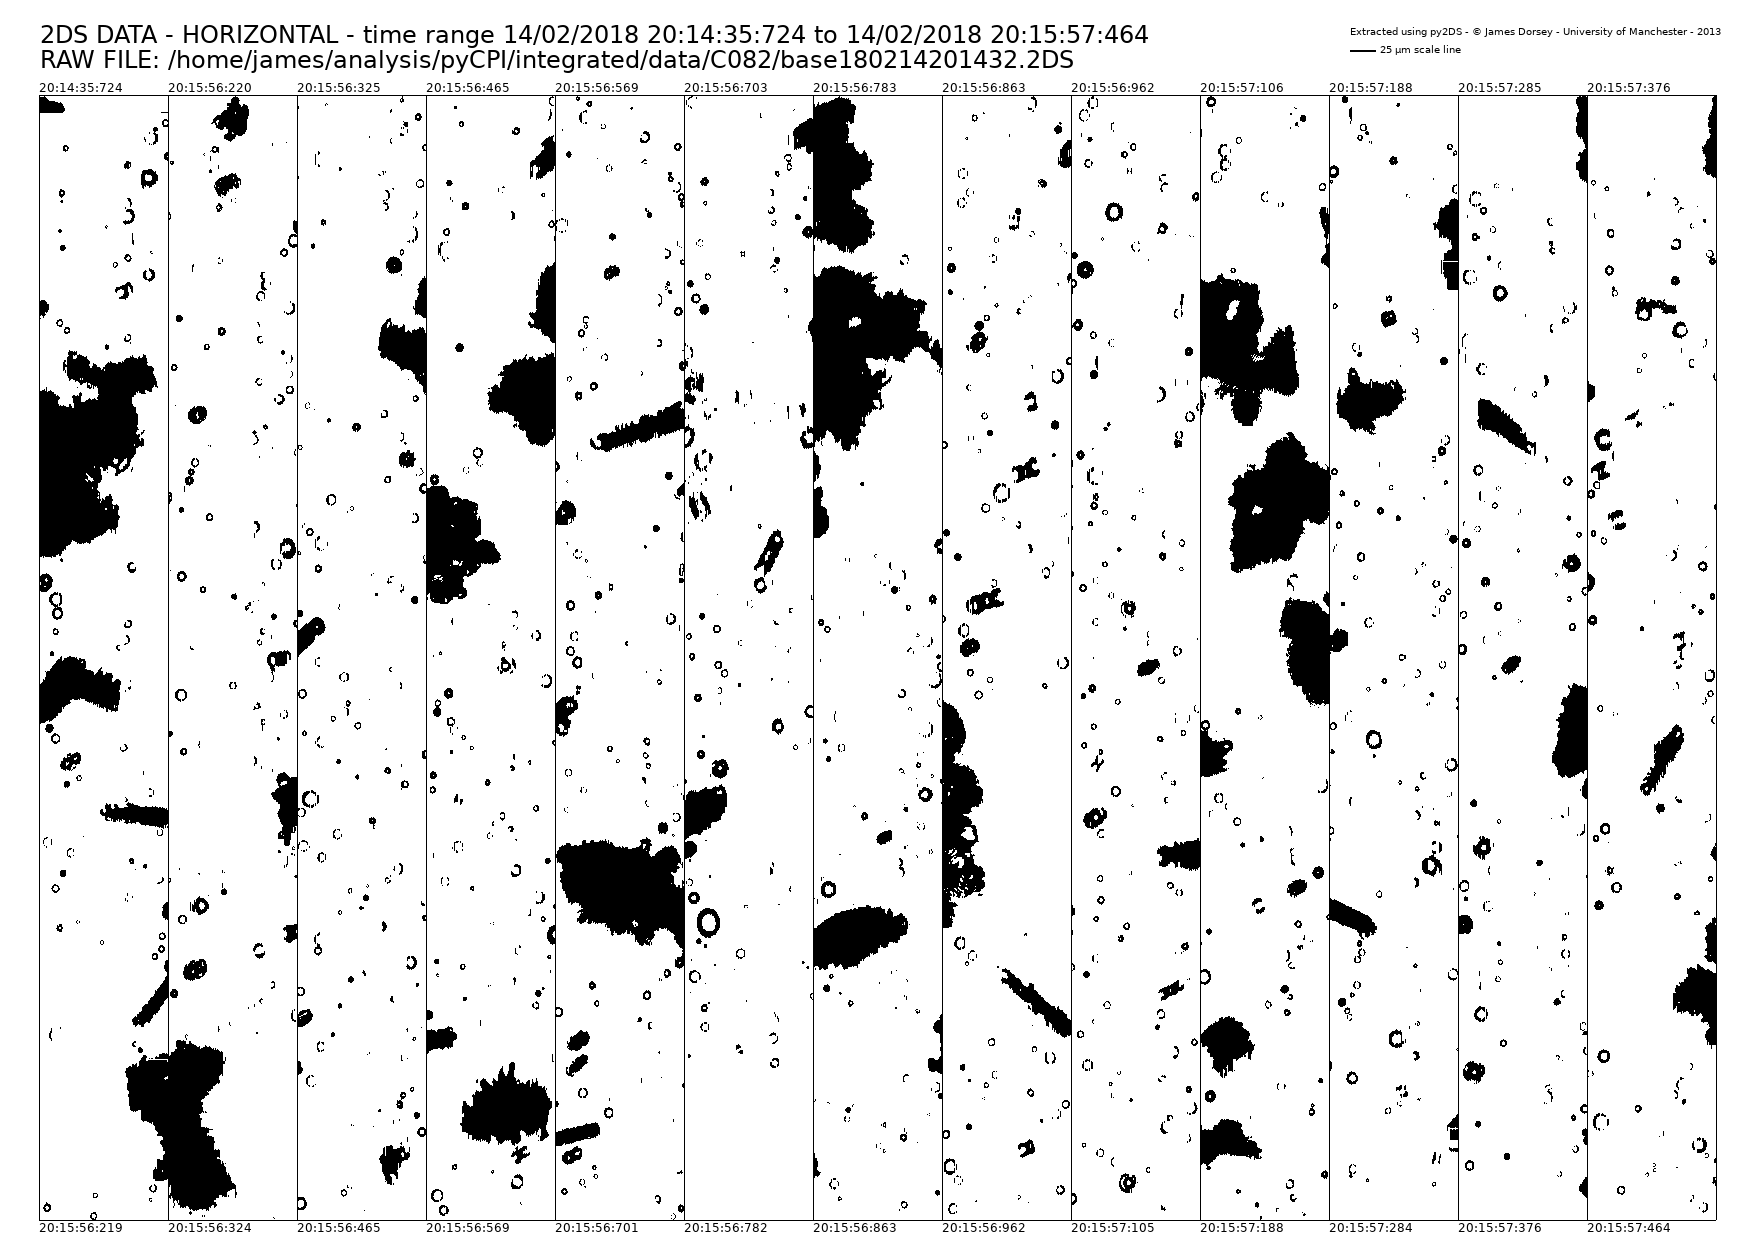 2DS DATA - HORIZONTAL - time range 14/02/2018 20:14:35:724 to 14/02/2018 20:15:57:464
RAW FILE: /home/james/analysis/pyCPI/integrated/data/C082/base180214201432.2DS
Extracted using py2DS - © James Dorsey - University of Manchester - 2013
25 µm scale line
20:14:35:724 20:15:56:220 20:15:56:325 20:15:56:465 20:15:56:569 20:15:56:703 20:15:56:783 20:15:56:863 20:15:56:962 20:15:57:106 20:15:57:188 20:15:57:285 20:15:57:376
20:15:56:219 20:15:56:324 20:15:56:465 20:15:56:569 20:15:56:701 20:15:56:782 20:15:56:863 20:15:56:962 20:15:57:105 20:15:57:188 20:15:57:284 20:15:57:376 20:15:57:464